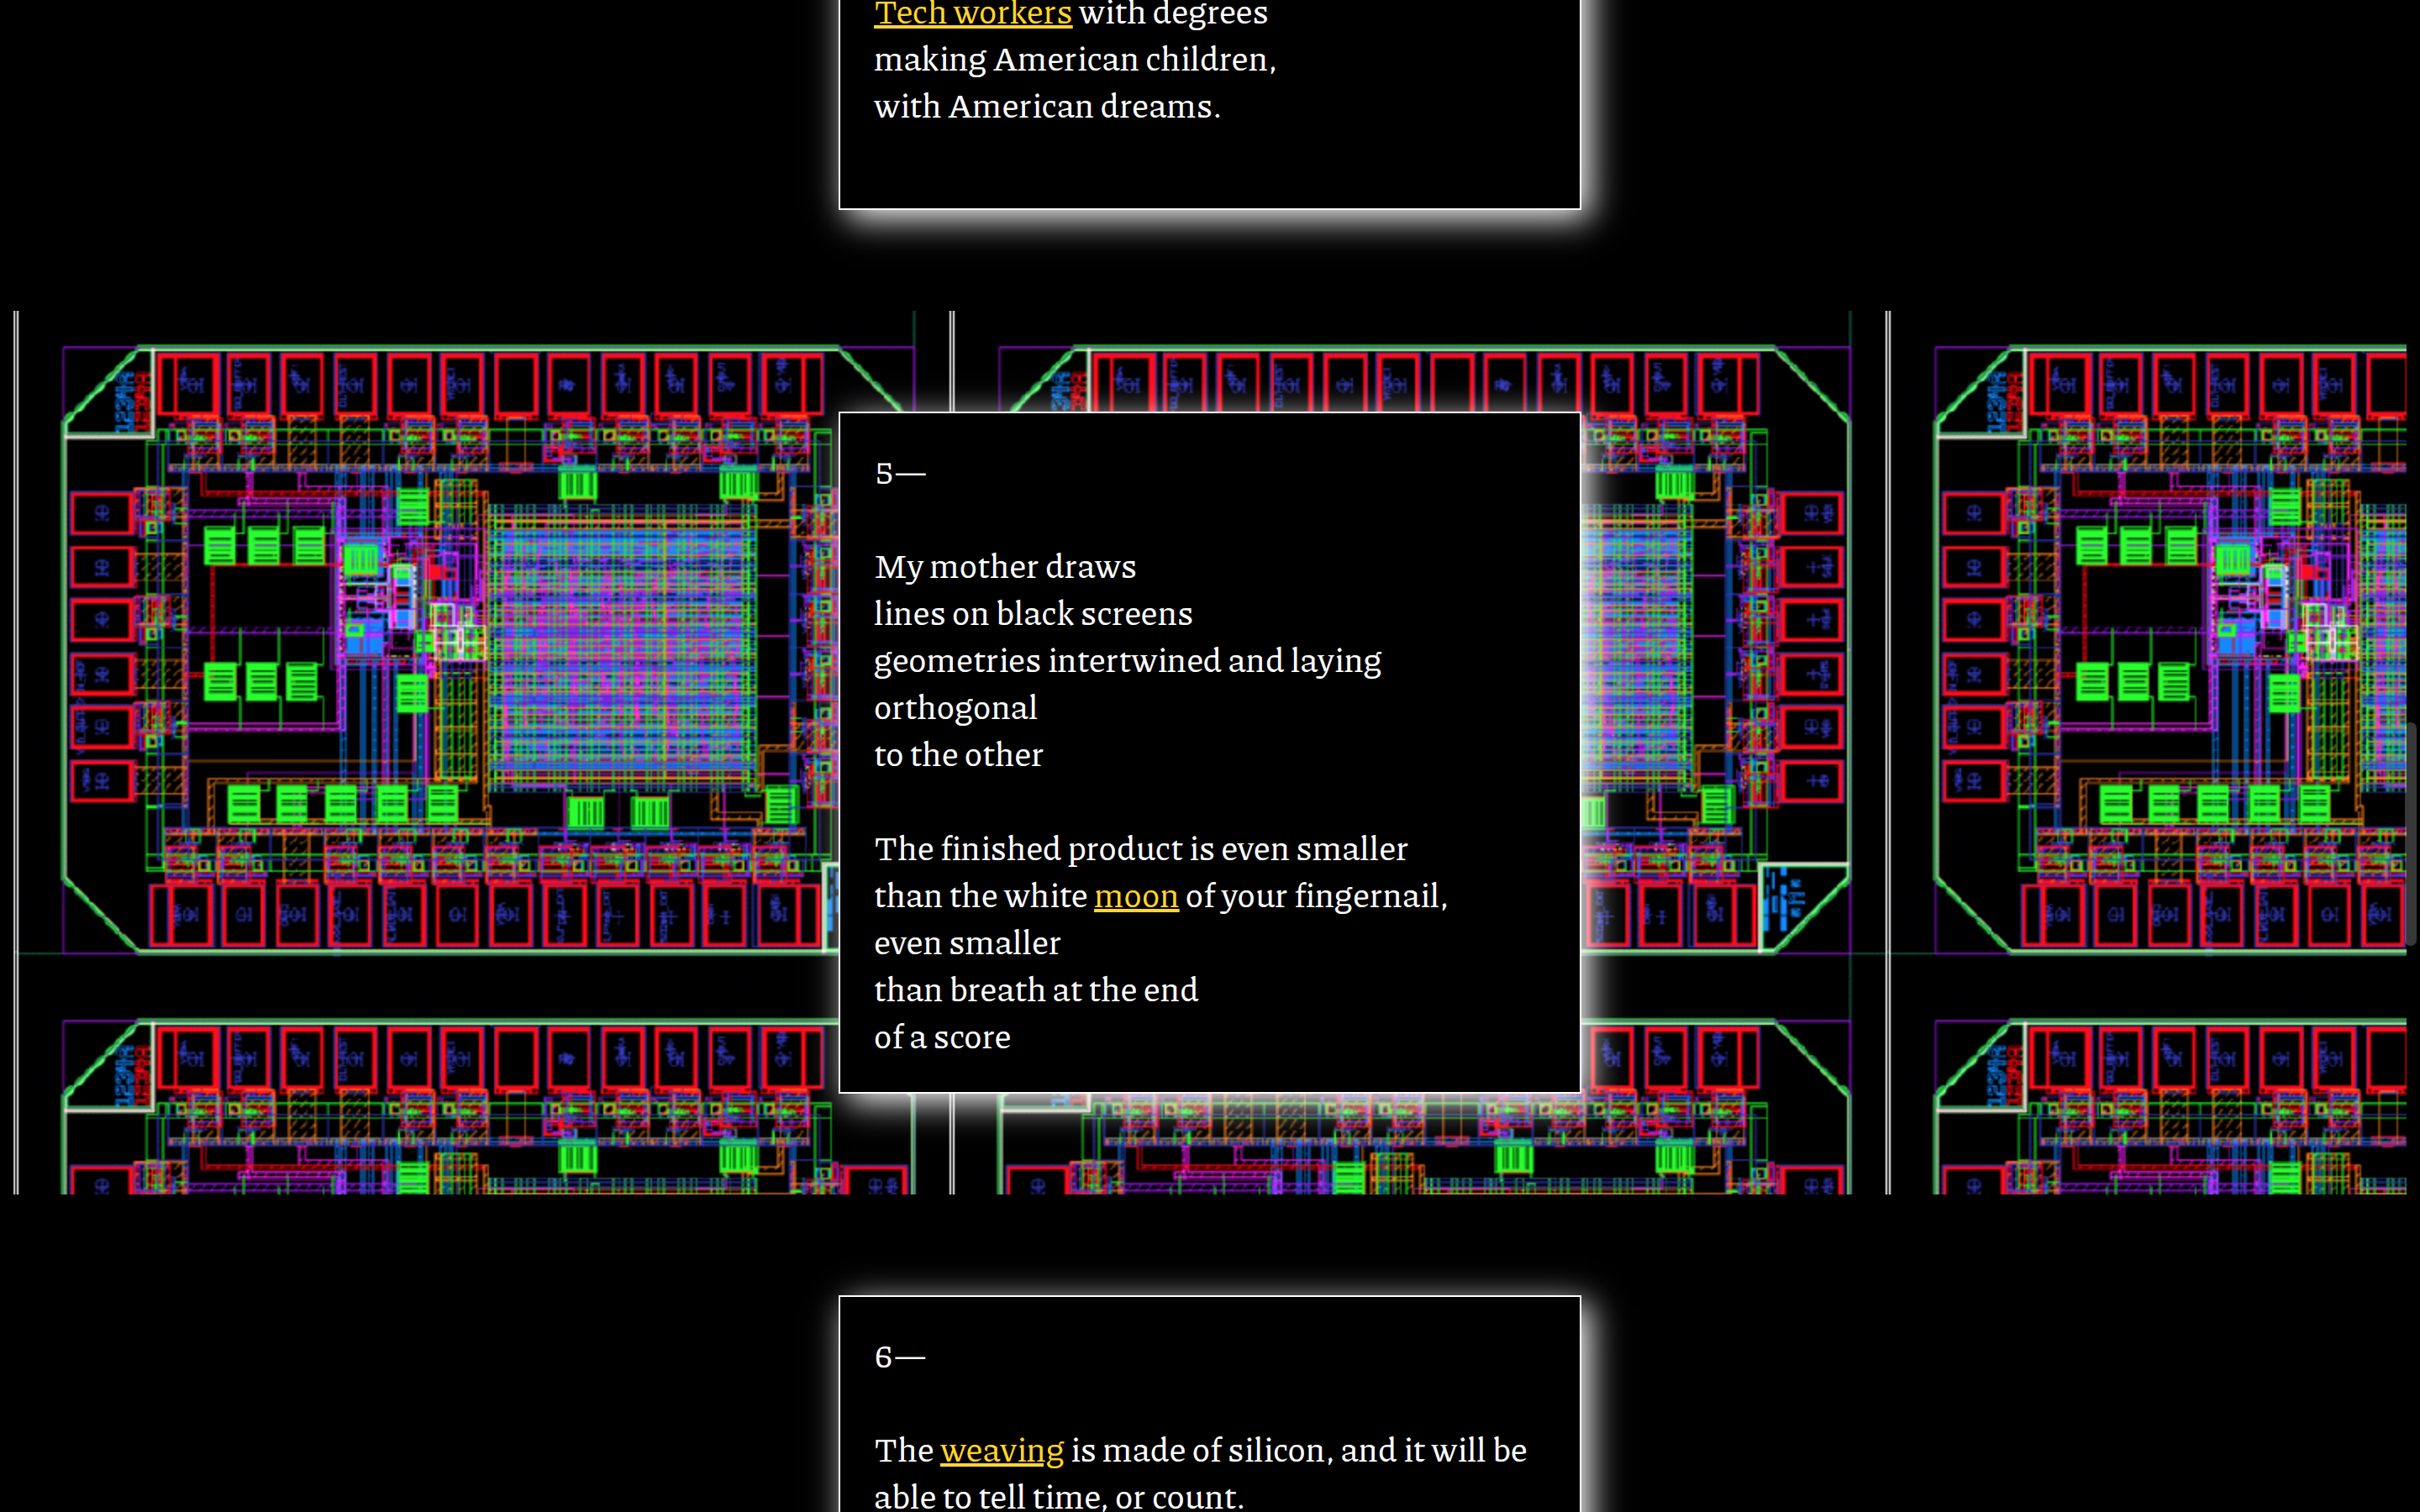 Tech workers with degrees
making American children,
with American dreams.
5—
My mother draws
lines on black screens
geometries intertwined and laying
orthogonal
to the other
The finished product is even smaller
than the white moon of your fingernail,
even smaller
than breath at the end
of a score
6—
The weaving is made of silicon, and it will be
able to tell time, or count.